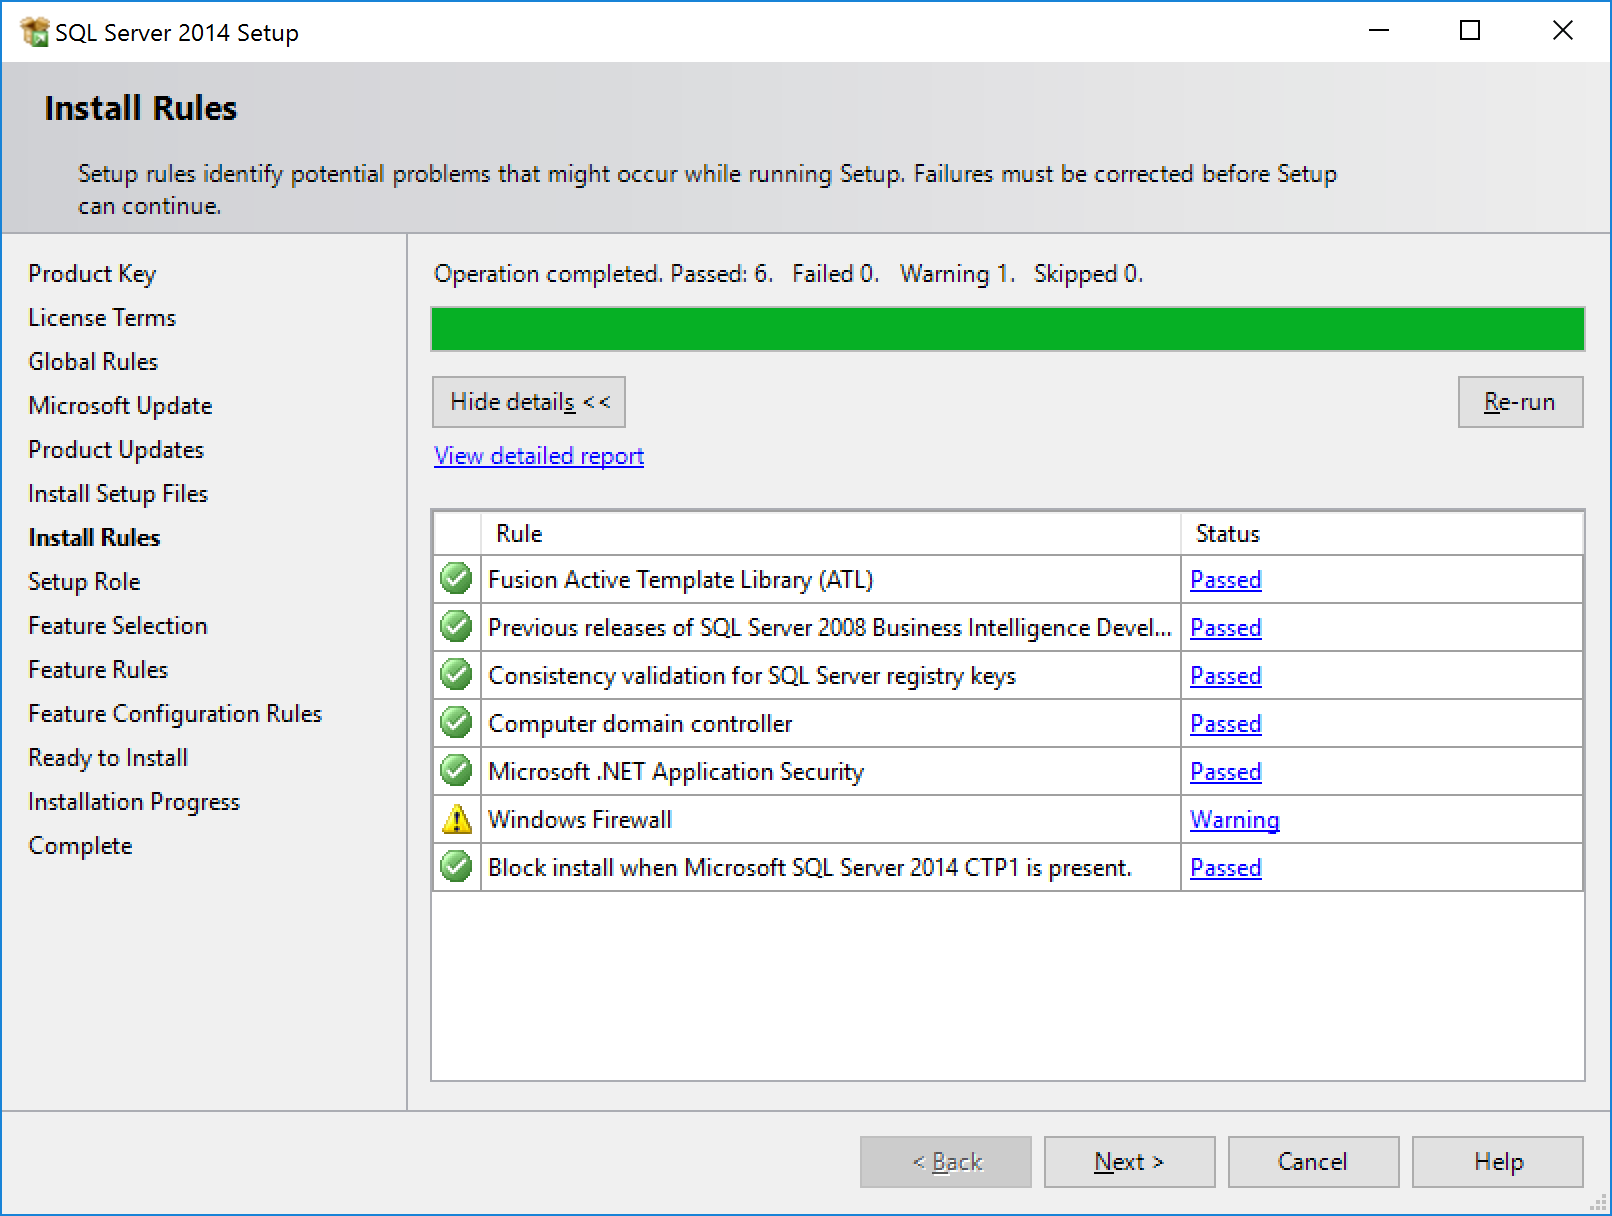 SQL Server 2014 Setup
Install Rules
Setup rules identify potential problems that might occur while running Setup. Failures must be corrected before Setup
can continue.
Product Key
License Terms
Global Rules
Microsoft Update
Product Updates
Install Setup Files
Install Rules
Setup Role
Feature Selection
Feature Rules
Feature Configuration Rules
Ready to Install
Installation Progress
Complete
Operation completed. Passed: 6.   Failed 0.   Warning 1.   Skipped 0.
Hide details <<
Re-run
View detailed report
Rule Status
Fusion Active Template Library (ATL) Passed
Previous releases of SQL Server 2008 Business Intelligence Devel... Passed
Consistency validation for SQL Server registry keys Passed
Computer domain controller Passed
Microsoft .NET Application Security Passed
Windows Firewall Warning
Block install when Microsoft SQL Server 2014 CTP1 is present. Passed
< Back
Next >
Cancel
Help